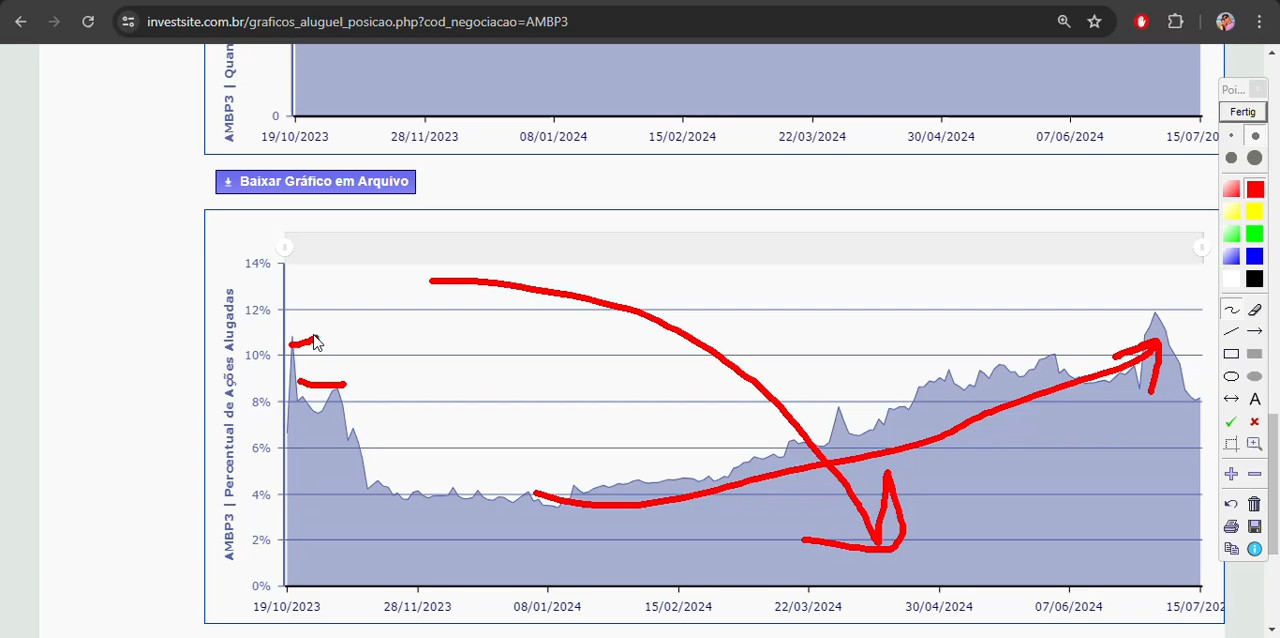 investsite.com.br/graficos_aluguel_posicao.php?cod_negociacao=AMBP3
AMBP3 | Quan
0
19/10/2023 28/11/2023 08/01/2024 15/02/2024 22/03/2024 30/04/2024 07/06/2024 15/07/2
Baixar Gráfico em Arquivo
AMBP3 | Percentual de Ações Alugadas
14%
12%
10%
8%
6%
4%
2%
0%
19/10/2023 28/11/2023 08/01/2024 15/02/2024 22/03/2024 30/04/2024 07/06/2024 15/07/202
Poi...
Fertig
A